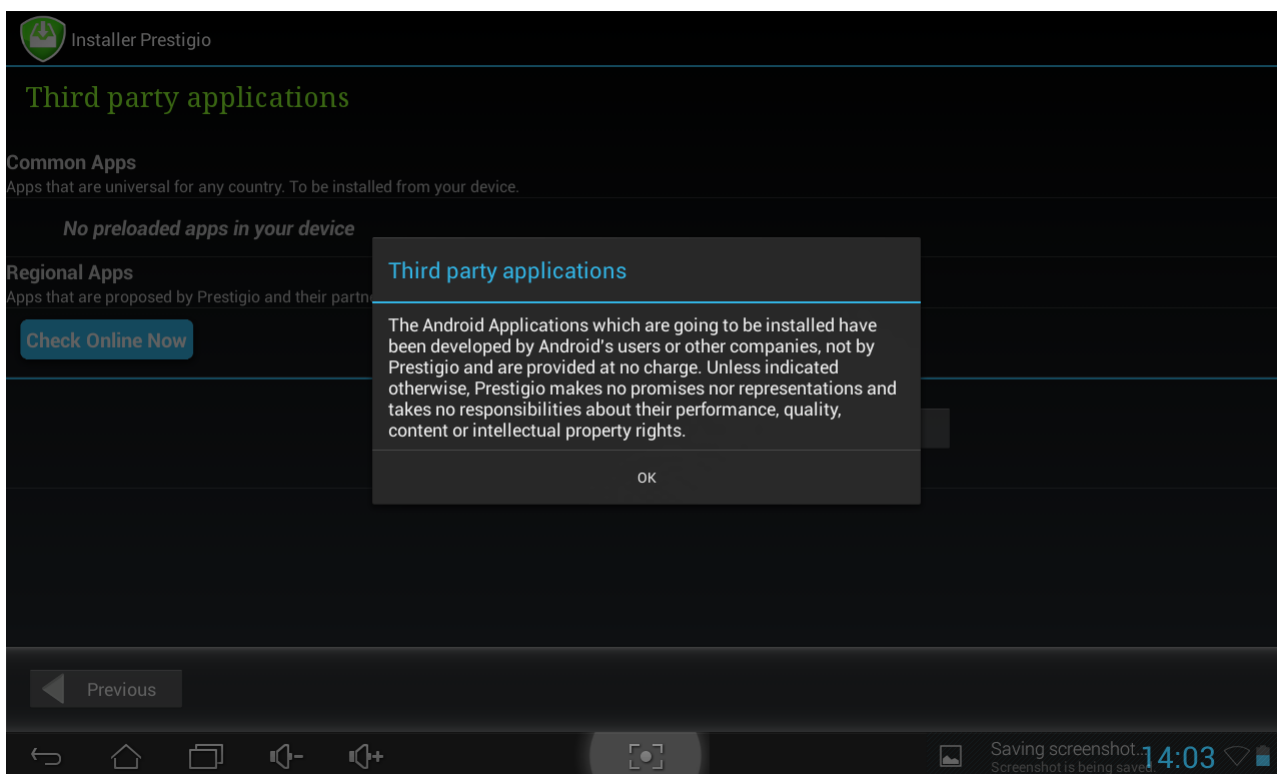 Installer Prestigio
Third party applications
Common Apps
Apps that are universal for any country. To be installed from your device.
No preloaded apps in your device
Regional Apps
Apps that are proposed by Prestigio and their
Check Online Now
Third party applications
The Android Applications which are going to be installed have
been developed by Android's users or other companies, not by
Prestigio and are provided at no charge. Unless indicated
otherwise, Prestigio makes no promises nor representations and
takes no responsibilities about their performance, quality,
content or intellectual property rights.
OK
Previous
Saving screenshot...
Screenshot is being saved.
14:03